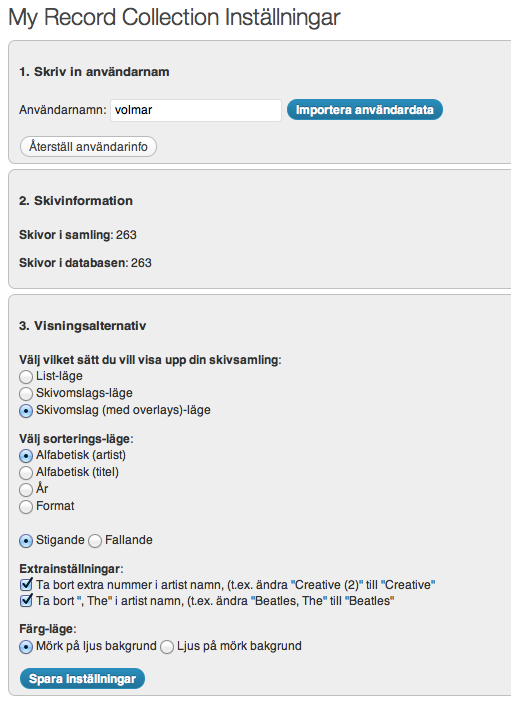 My Record Collection Inställningar
1. Skriv in användarnam
Användarnamn: volmar Importera användardata
Återställ användarinfo
2. Skivinformation
Skivor i samling: 263
Skivor i databasen: 263
3. Visningsalternativ
Välj vilket sätt du vill visa upp din skivsamling:
List-läge
Skivomslags-läge
Skivomslag (med overlays)-läge
Välj sorterings-läge:
Alfabetisk (artist)
Alfabetisk (titel)
År
Format
Stigande Fallande
Extrainställningar:
Ta bort extra nummer i artist namn, (t.ex. ändra "Creative (2)" till "Creative"
Ta bort ", The" i artist namn, (t.ex. ändra "Beatles, The" till "Beatles"
Färg-läge:
Mörk på ljus bakgrund Ljus på mörk bakgrund
Spara inställningar